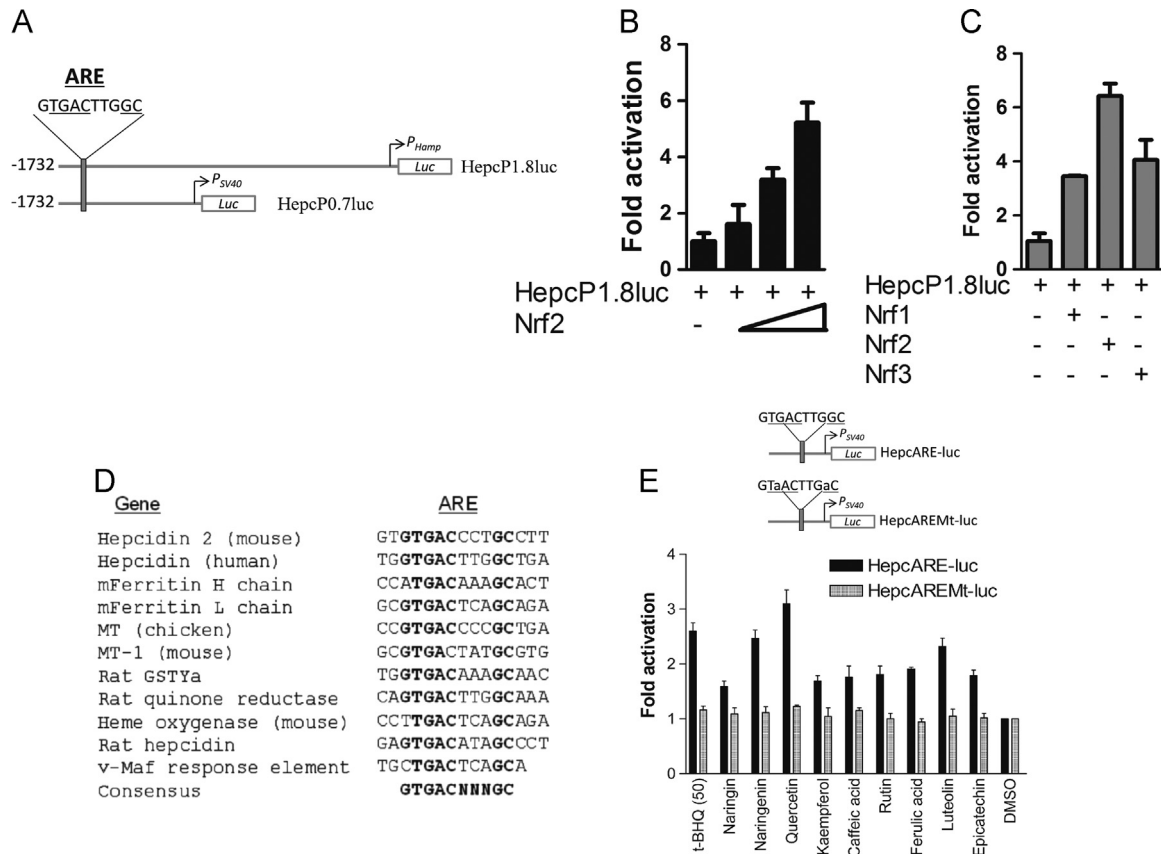 A
ARE
GTGACTTGGC
-1732
P Hamp
Luc
HepcP1.8luc
-1732
P SV40
Luc
HepcP0.7luc
B
Fold activation
8
6
4
2
0
HepcP1.8luc + + + +
Nrf2 -
C
Fold activation
8
6
4
2
0
HepcP1.8luc + + + +
Nrf1 - + - -
Nrf2 - - + -
Nrf3 - - - +
D
Gene ARE
Hepcidin 2 (mouse) GTGTGACCCTGCCTT
Hepcidin (human) TGGTGACTTGGCTGA
mFerritin H chain CCATGACAAAGCACT
mFerritin L chain GCGTGACTCAGCAGA
MT (chicken) CCGTGACCCCGCTGA
MT-1 (mouse) GCGTGACTATGCGTG
Rat GSTYa TGGTGACAAAGCAAC
Rat quinone reductase CAGTGACTTGGCAAA
Heme oxygenase (mouse) CCTTGACTCAGCAGA
Rat hepcidin GAGTGACATAGCCCT
v-Maf response element TGCTGACTCAGCA
Consensus GTGACNNNGC
E
GTGACTTGGC
P SV40
Luc
HepcARE-luc
GTaACTTGaC
P SV40
Luc
HepcAREMt-luc
Fold activation
4
3
2
1
0
HepcARE-luc
HepcAREMt-luc
t-BHQ (50)
Naringin
Naringenin
Quercetin
Kaempferol
Caffeic acid
Rutin
Ferulic acid
Luteolin
Epicatechin
DMSO